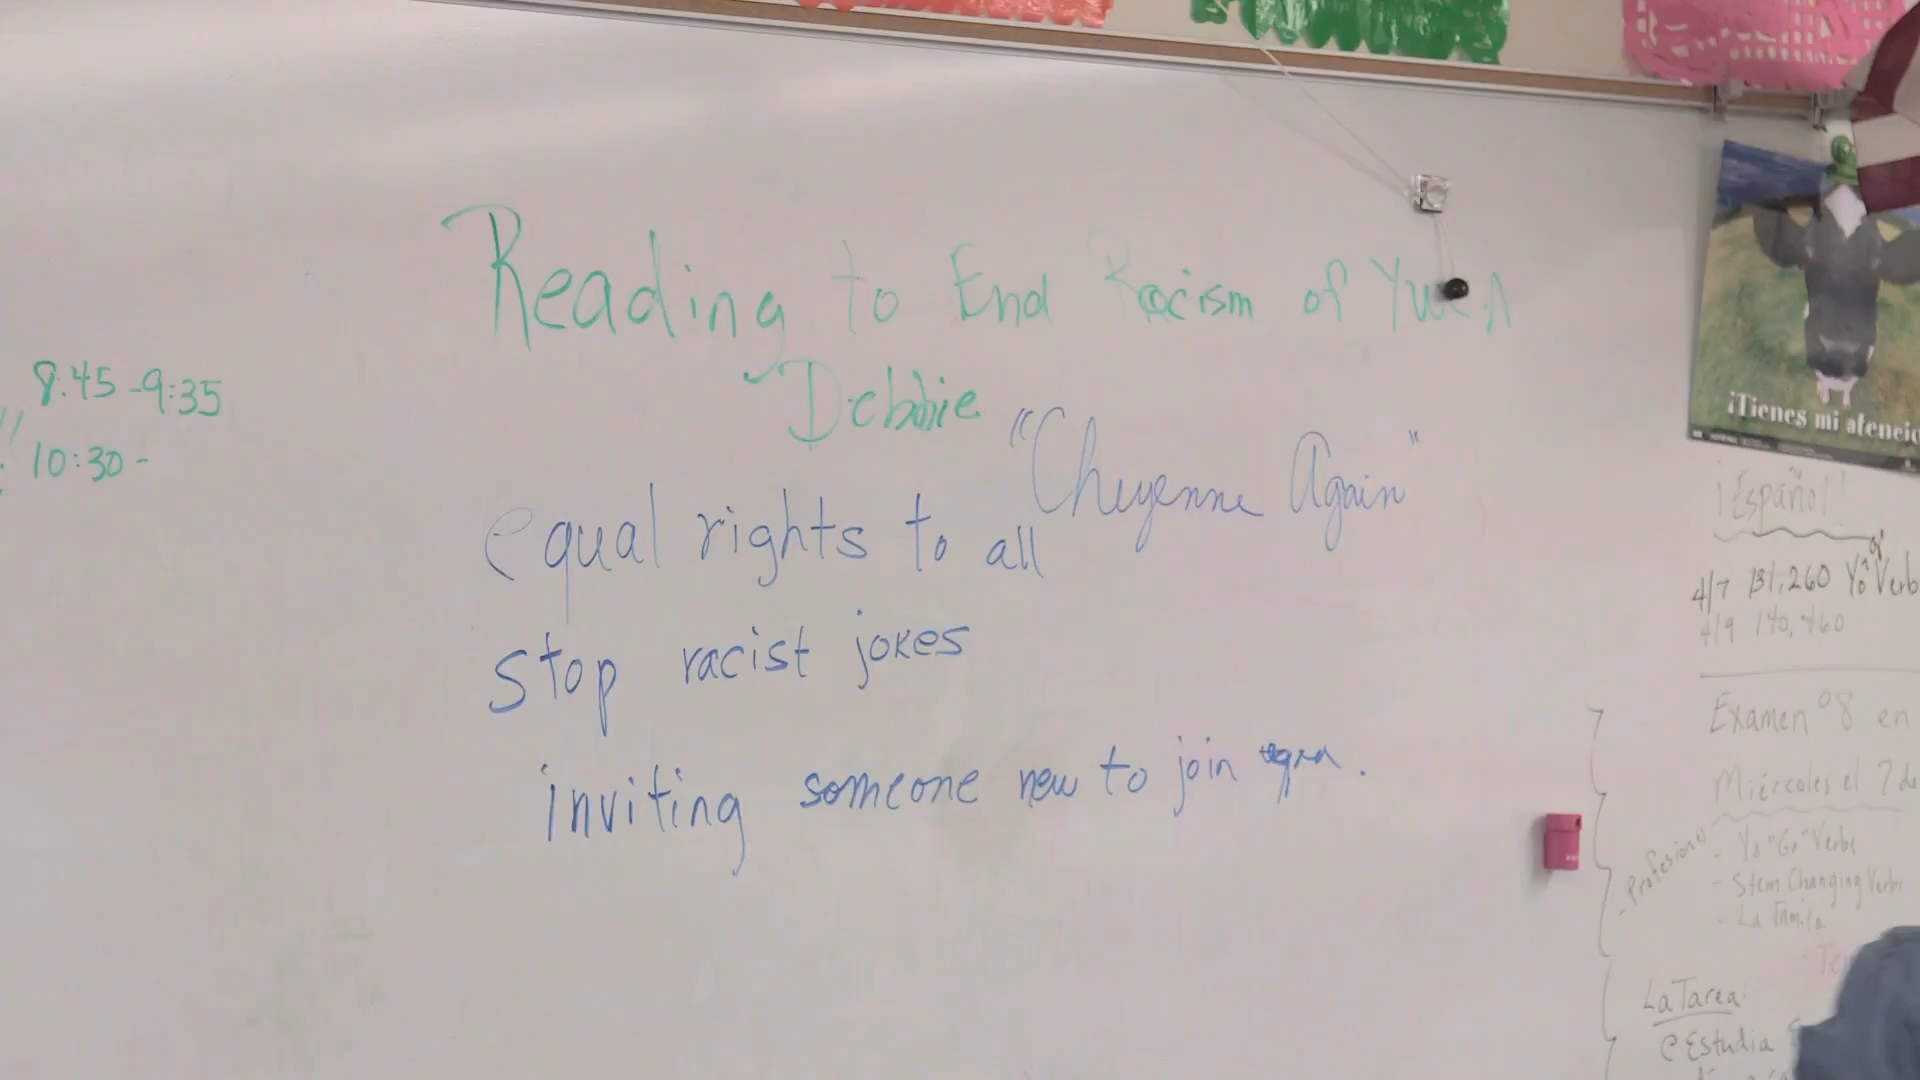 Reading to End Racism of
Debbie
"Cheyenne Again"
equal rights to all
stop racist jokes
inviting someone new to join
8:45 - 9:35
10:30 -
¡Tienes mi atenció
¡Español!
4/7 131,260 Yo Verb
4/9 140,460
Examen 8 en
Miércoles el 7 de
- Profesiones
- Yo "Go" Verbs
- Stem Changing Verbs
- La Familia
La Tarea
Estudia